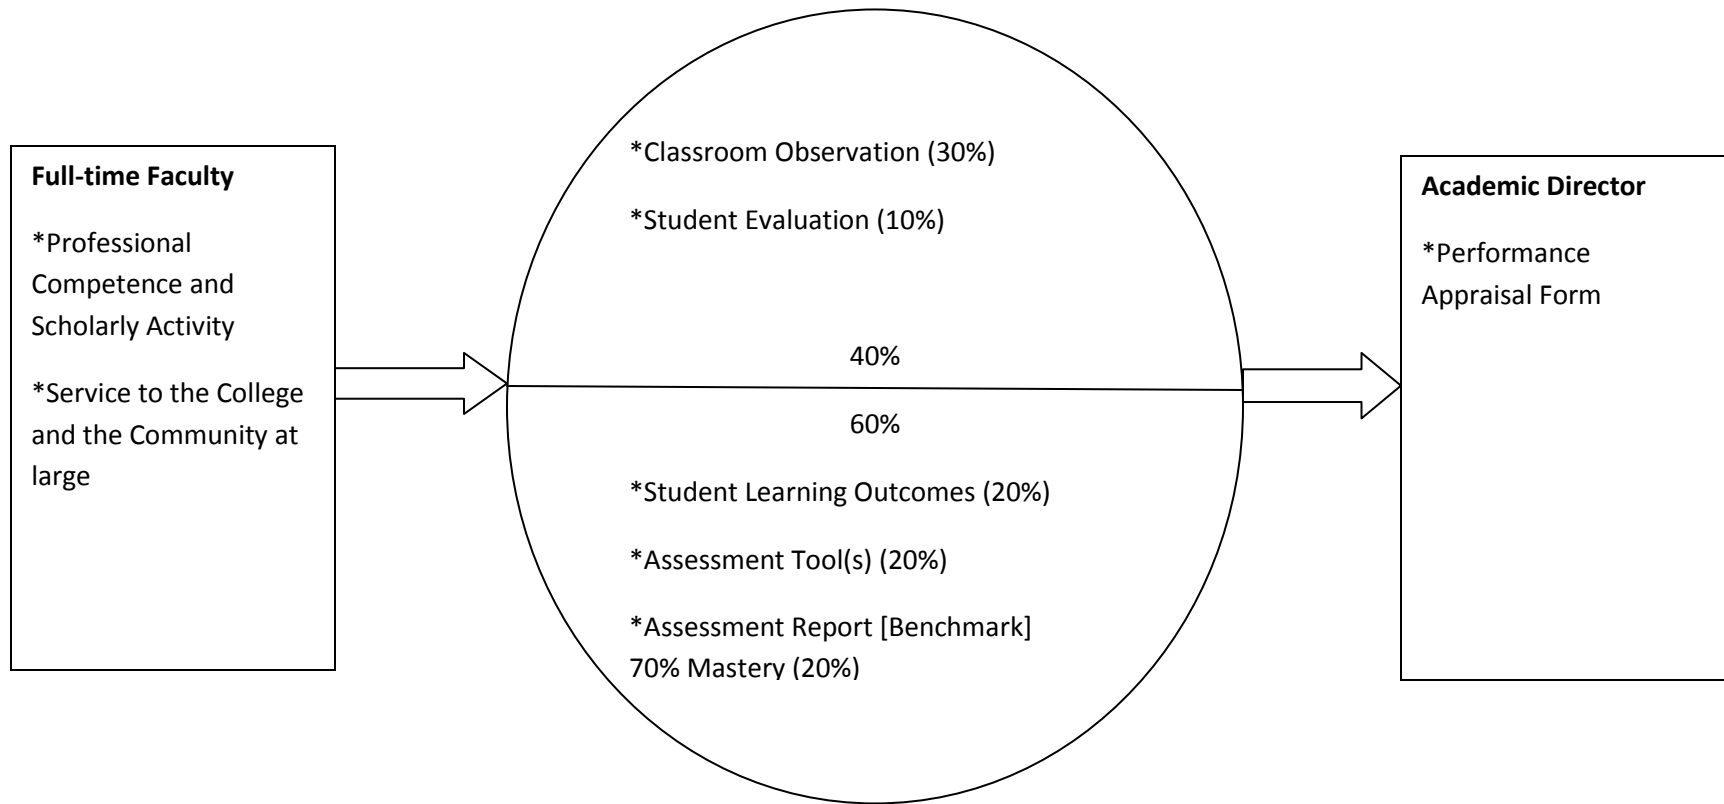 Full-time Faculty
*Professional
Competence and
Scholarly Activity
*Service to the College
and the Community at
large
*Classroom Observation (30%)
*Student Evaluation (10%)
40%
60%
*Student Learning Outcomes (20%)
*Assessment Tool(s) (20%)
*Assessment Report [Benchmark]
70% Mastery (20%)
Academic Director
*Performance
Appraisal Form